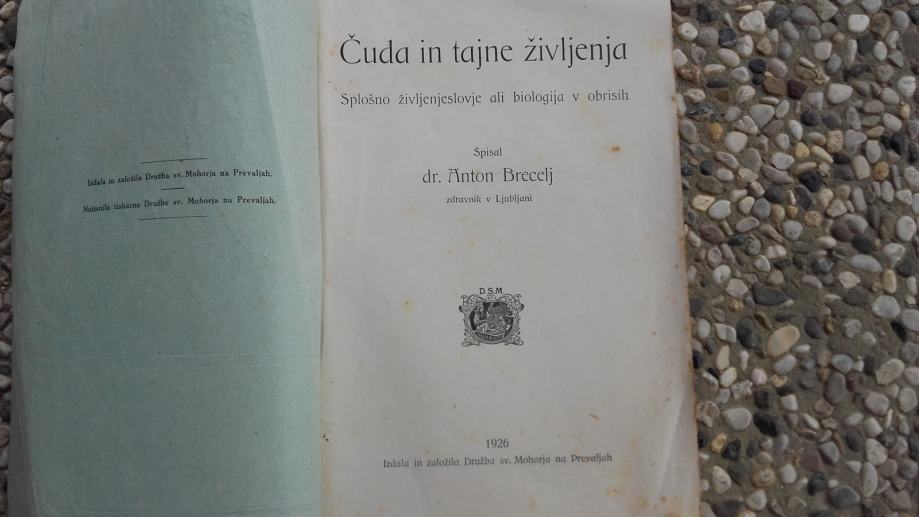 Izdala in založila Družba sv. Mohorja na Prevaljah.
Natisnila tiskarna Družbe sv. Mohorja na Prevaljah.
Čuda in tajne življenja
Splošno življenjeslovje ali biologija v obrisih
Spisal
dr. Anton Brecelj
zdravnik v Ljubljani
D.S.M
1926
Izdala in založila Družba sv. Mohorja na Prevaljah